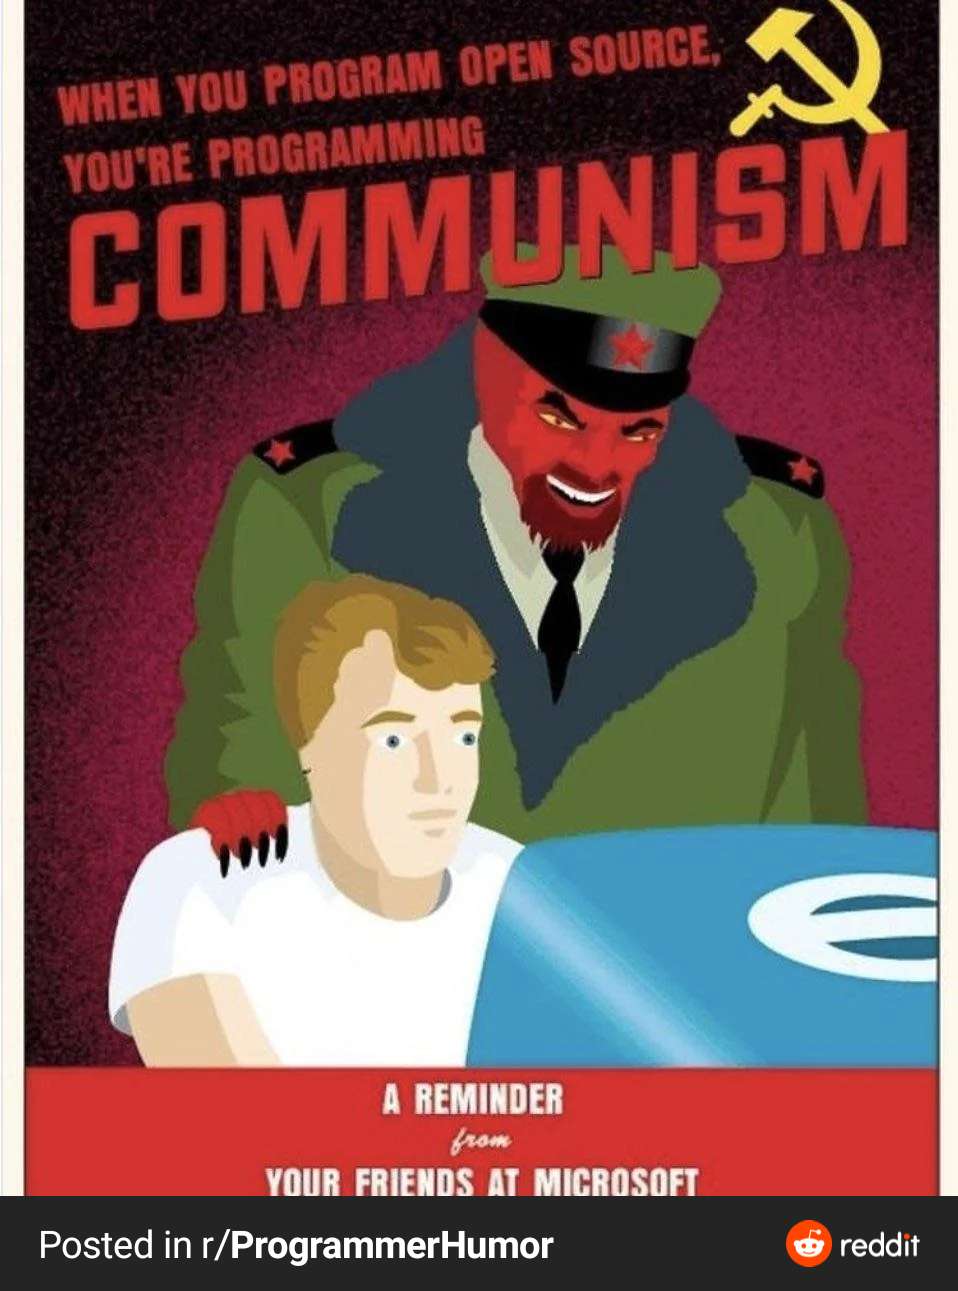 WHEN YOU PROGRAM OPEN SOURCE,
YOU'RE PROGRAMMING
COMMUNISM
e
A REMINDER
from
YOUR FRIENDS AT MICROSOFT
Posted in r/ProgrammerHumor
reddit